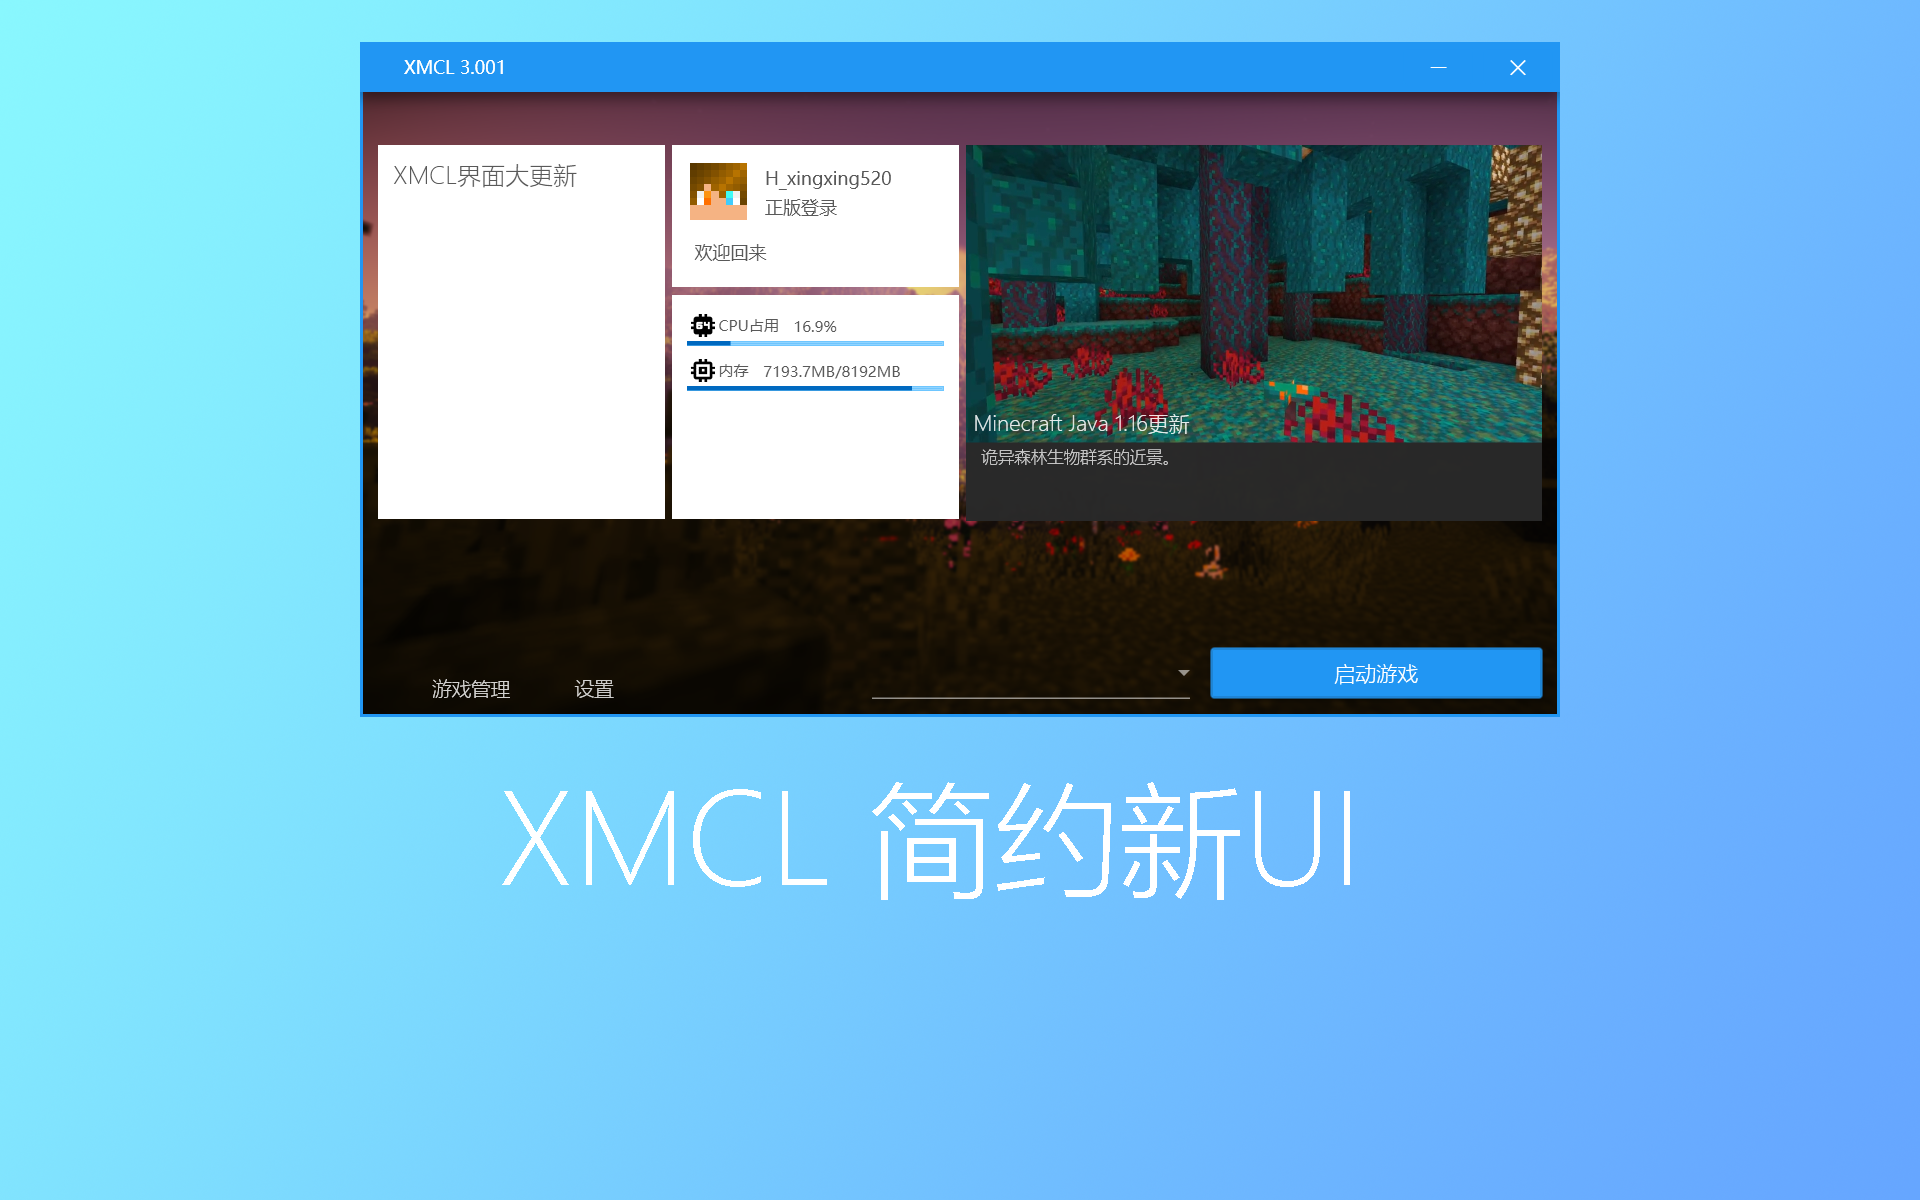 XMCL 3.001
XMCL界面大更新
H_xingxing520
正版登录
欢迎回来
64
CPU占用 16.9%
内存 7193.7MB/8192MB
Minecraft Java 1.16更新
诡异森林生物群系的近景。
游戏管理
设置
启动游戏
XMCL 简约新UI